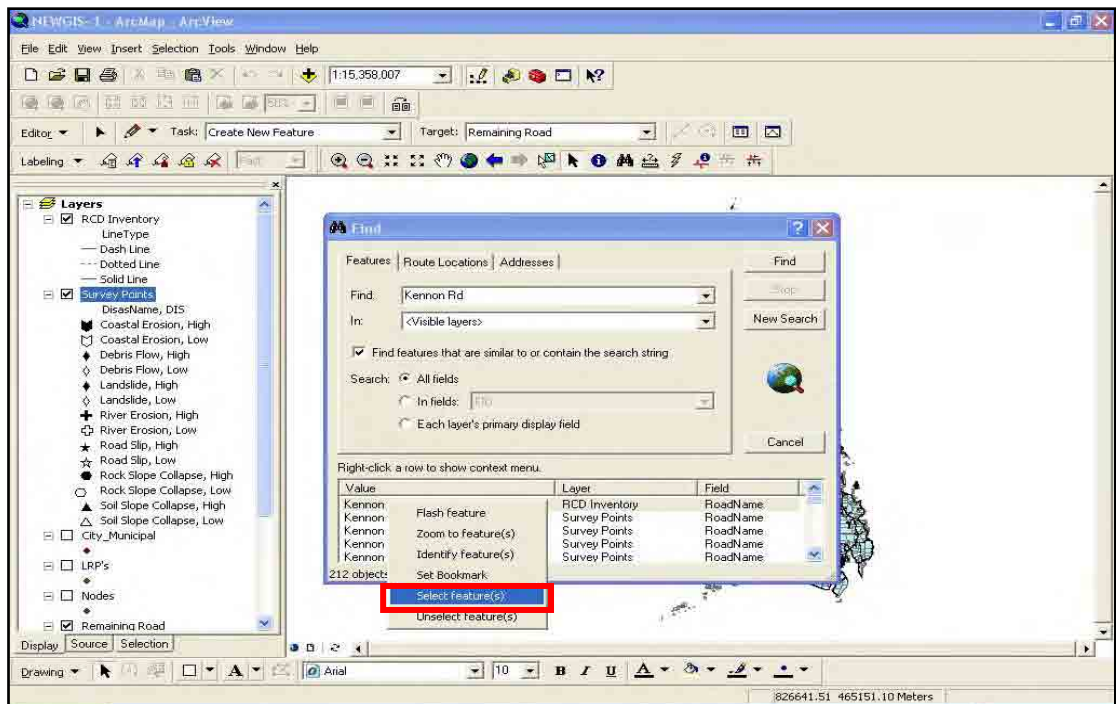 NEWGIS-1 - ArcMap - ArcView
File Edit View Insert Selection Tools Window Help
1:15,358,007
50%
Editor Task: Create New Feature Target: Remaining Road
Labeling Fast
Layers
RCD Inventory
LineType
Dash Line
Dotted Line
Solid Line
Survey Points
DisasName, DIS
Coastal Erosion, High
Coastal Erosion, Low
Debris Flow, High
Debris Flow, Low
Landslide, High
Landslide, Low
River Erosion, High
River Erosion, Low
Road Slip, High
Road Slip, Low
Rock Slope Collapse, High
Rock Slope Collapse, Low
Soil Slope Collapse, High
Soil Slope Collapse, Low
City_Municipal
LRP's
Nodes
Remaining Road
Display Source Selection
Find
Features Route Locations Addresses
Find: Kennon Rd
In: <Visible layers>
Find features that are similar to or contain the search string
Search: All fields
In fields: FID
Each layer's primary display field
Find
Stop
New Search
Cancel
Right-click a row to show context menu.
Value Layer Field
Kennon RCD Inventory RoadName
Kennon Survey Points RoadName
Kennon Survey Points RoadName
Kennon Survey Points RoadName
Kennon Survey Points RoadName
212 objects
Flash feature
Zoom to feature(s)
Identify feature(s)
Set Bookmark
Select feature(s)
Unselect feature(s)
Drawing A Arial 10 B I U A
826641.51 465151.10 Meters